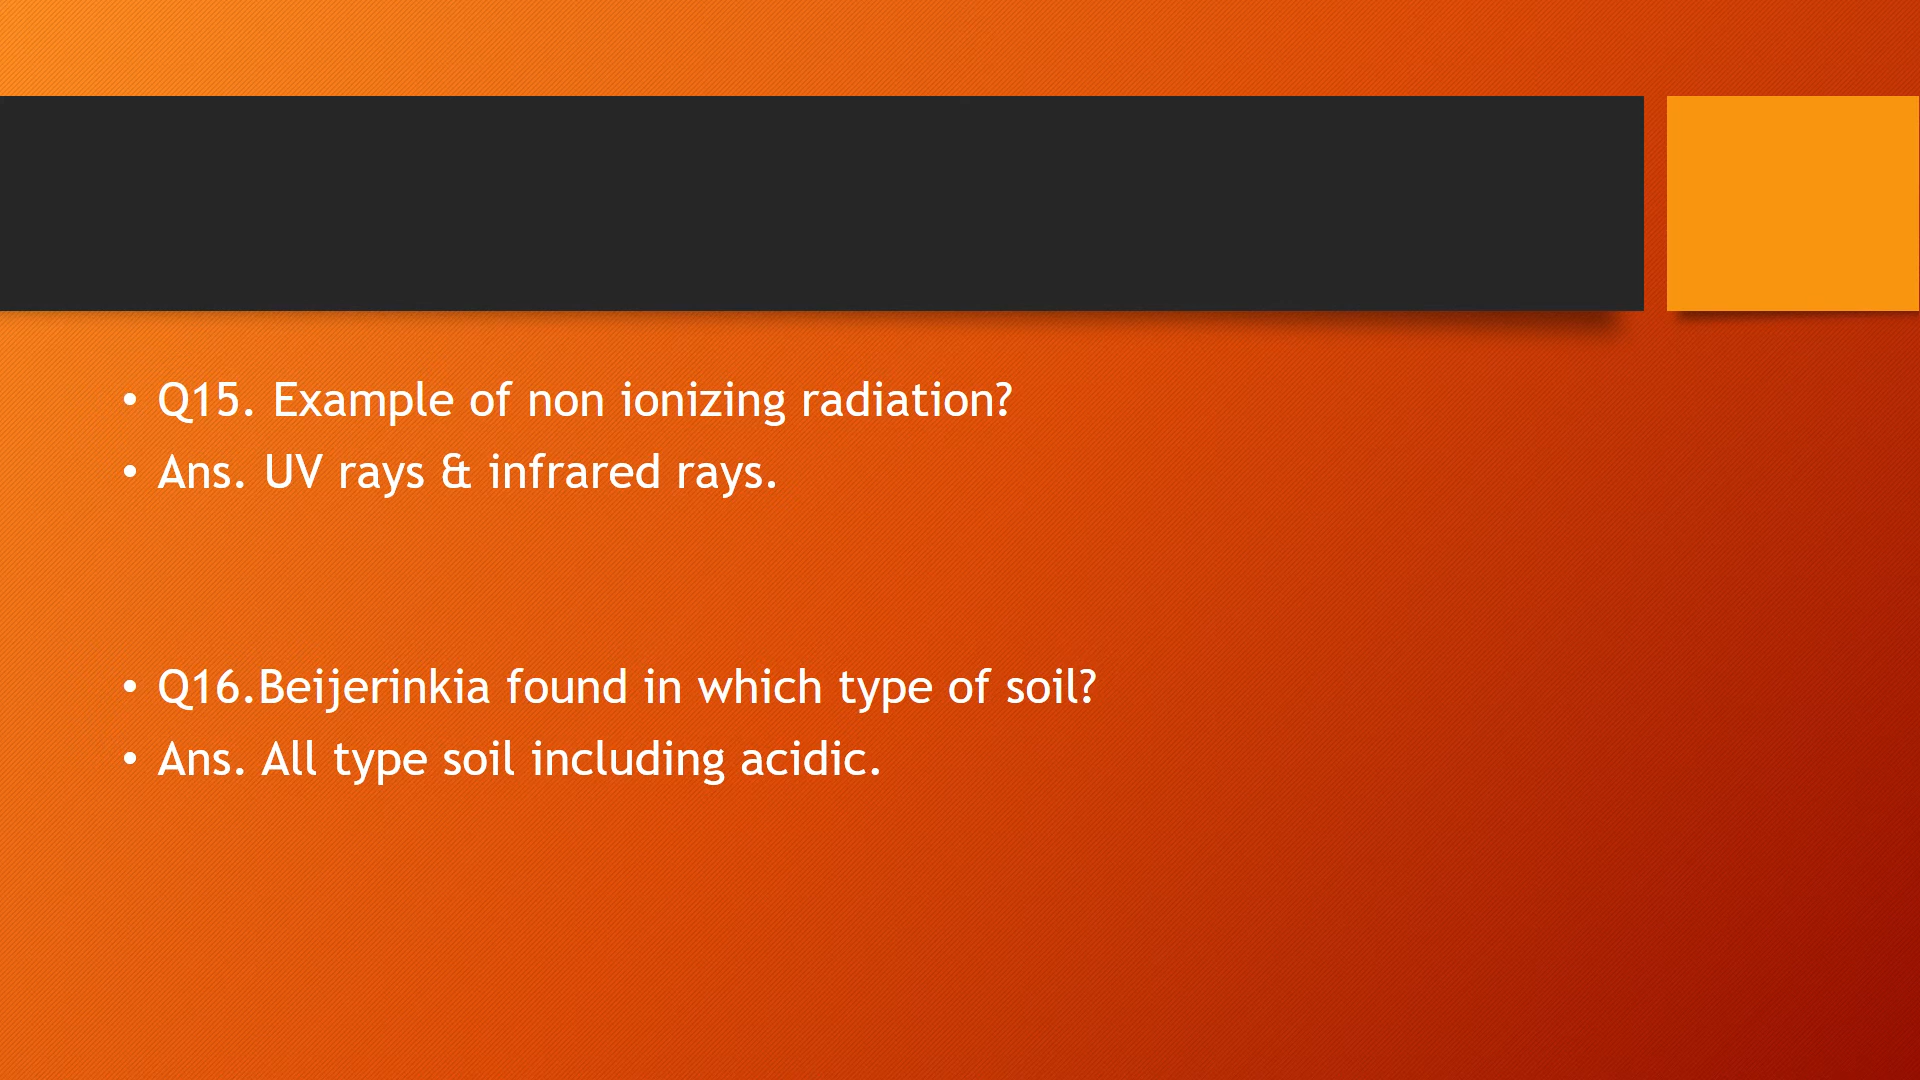 • Q15. Example of non ionizing radiation?
• Ans. UV rays & infrared rays.
• Q16.Beijerinkia found in which type of soil?
• Ans. All type soil including acidic.